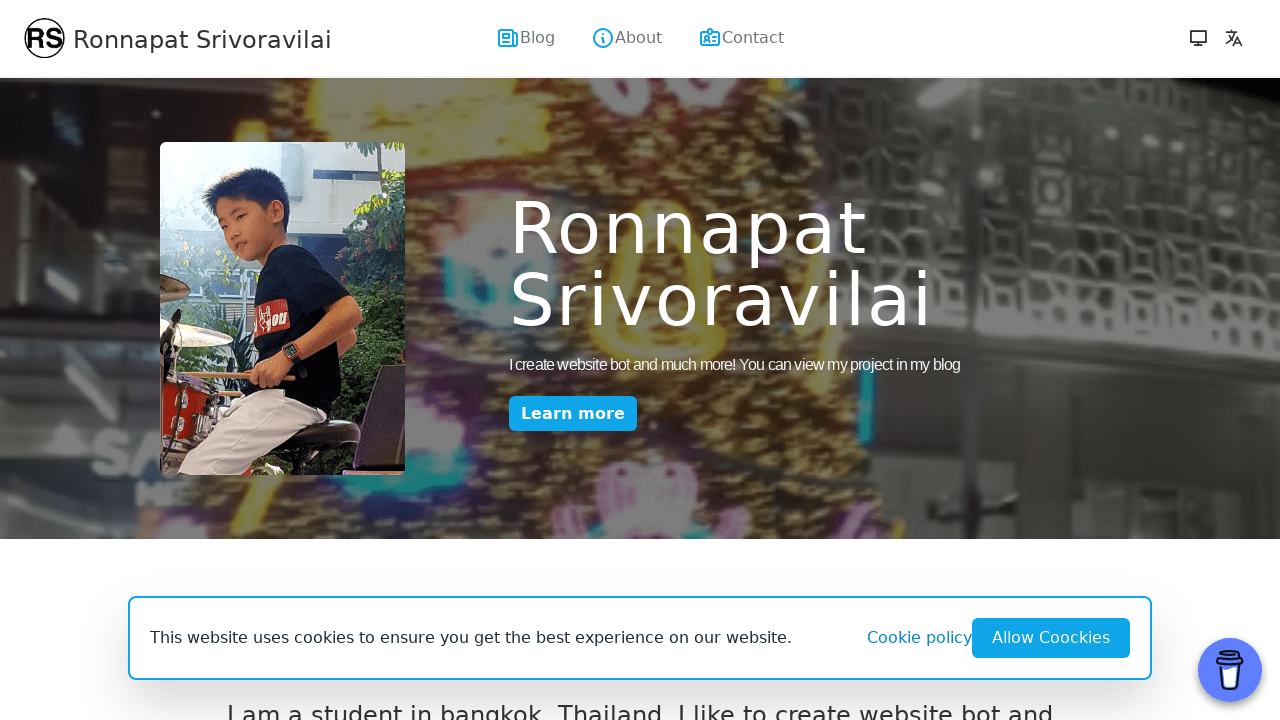 RS Ronnapat Srivoravilai
Blog
About
Contact
YOU
Ronnapat
Srivoravilai
I create website bot and much more! You can view my project in my blog
Learn more
This website uses cookies to ensure you get the best experience on our website.
Cookie policy
Allow Coockies
I am a student in bangkok, Thailand. I like to create website bot and